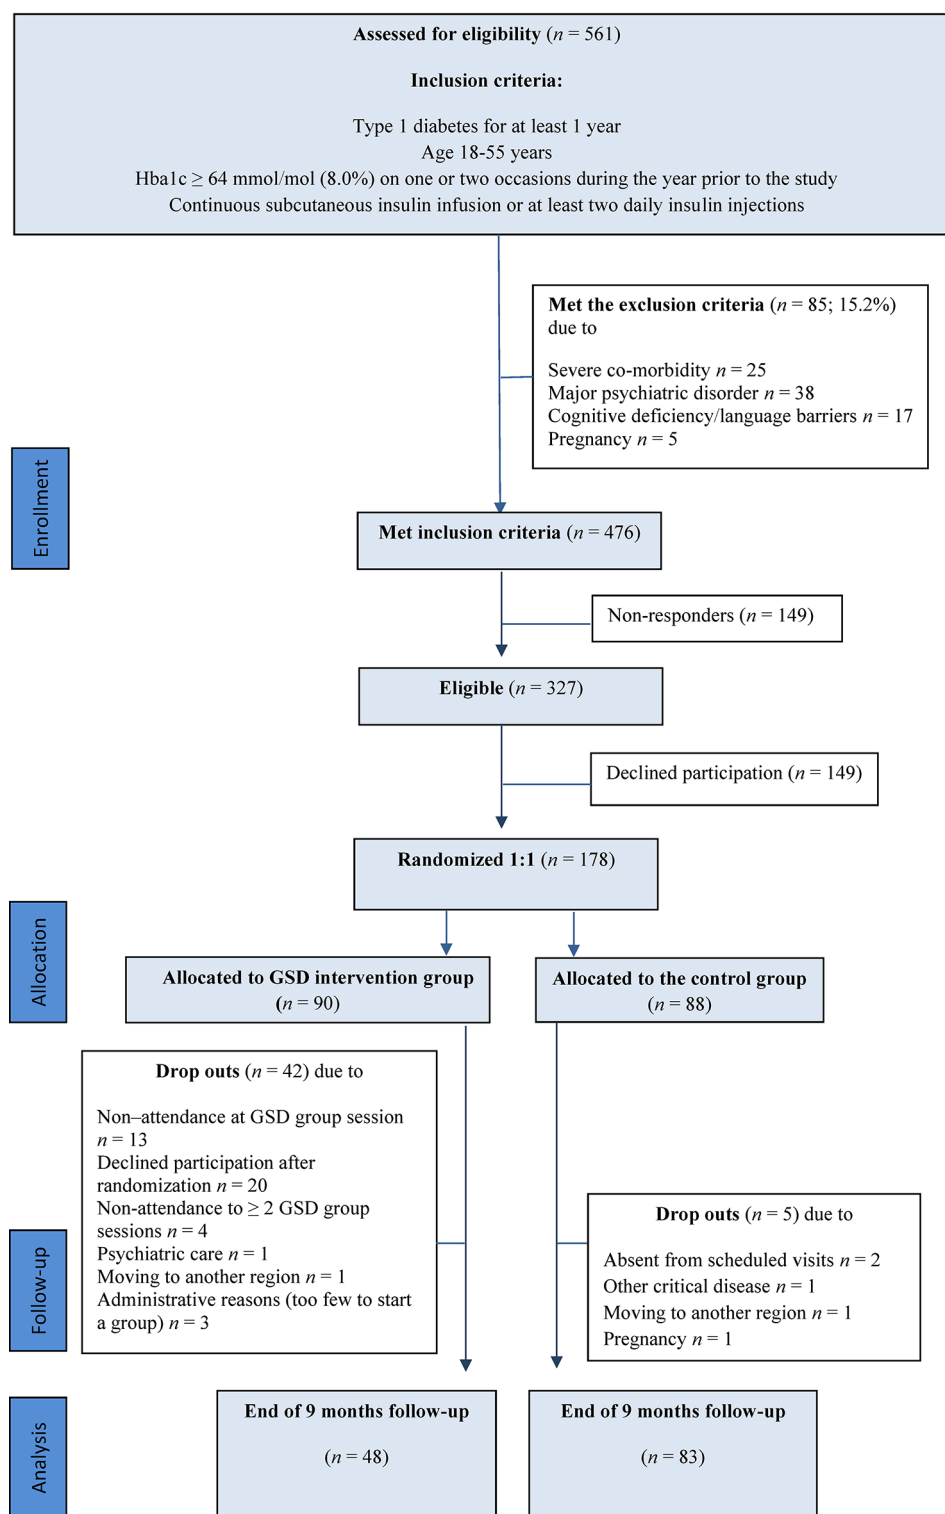 Assessed for eligibility (n = 561)
Inclusion criteria:
Type 1 diabetes for at least 1 year
Age 18-55 years
Hba1c ≥ 64 mmol/mol (8.0%) on one or two occasions during the year prior to the study
Continuous subcutaneous insulin infusion or at least two daily insulin injections
Met the exclusion criteria (n = 85; 15.2%)
due to
Severe co-morbidity n = 25
Major psychiatric disorder n = 38
Cognitive deficiency/language barriers n = 17
Pregnancy n = 5
Enrollment
Met inclusion criteria (n = 476)
Non-responders (n = 149)
Eligible (n = 327)
Declined participation (n = 149)
Randomized 1:1 (n = 178)
Allocation
Allocated to GSD intervention group
(n = 90)
Allocated to the control group
(n = 88)
Drop outs (n = 42) due to
Non–attendance at GSD group session
n = 13
Declined participation after
randomization n = 20
Non-attendance to ≥ 2 GSD group
sessions n = 4
Psychiatric care n = 1
Moving to another region n = 1
Administrative reasons (too few to start
a group) n = 3
Drop outs (n = 5) due to
Absent from scheduled visits n = 2
Other critical disease n = 1
Moving to another region n = 1
Pregnancy n = 1
Follow-up
End of 9 months follow-up
(n = 48)
End of 9 months follow-up
(n = 83)
Analysis